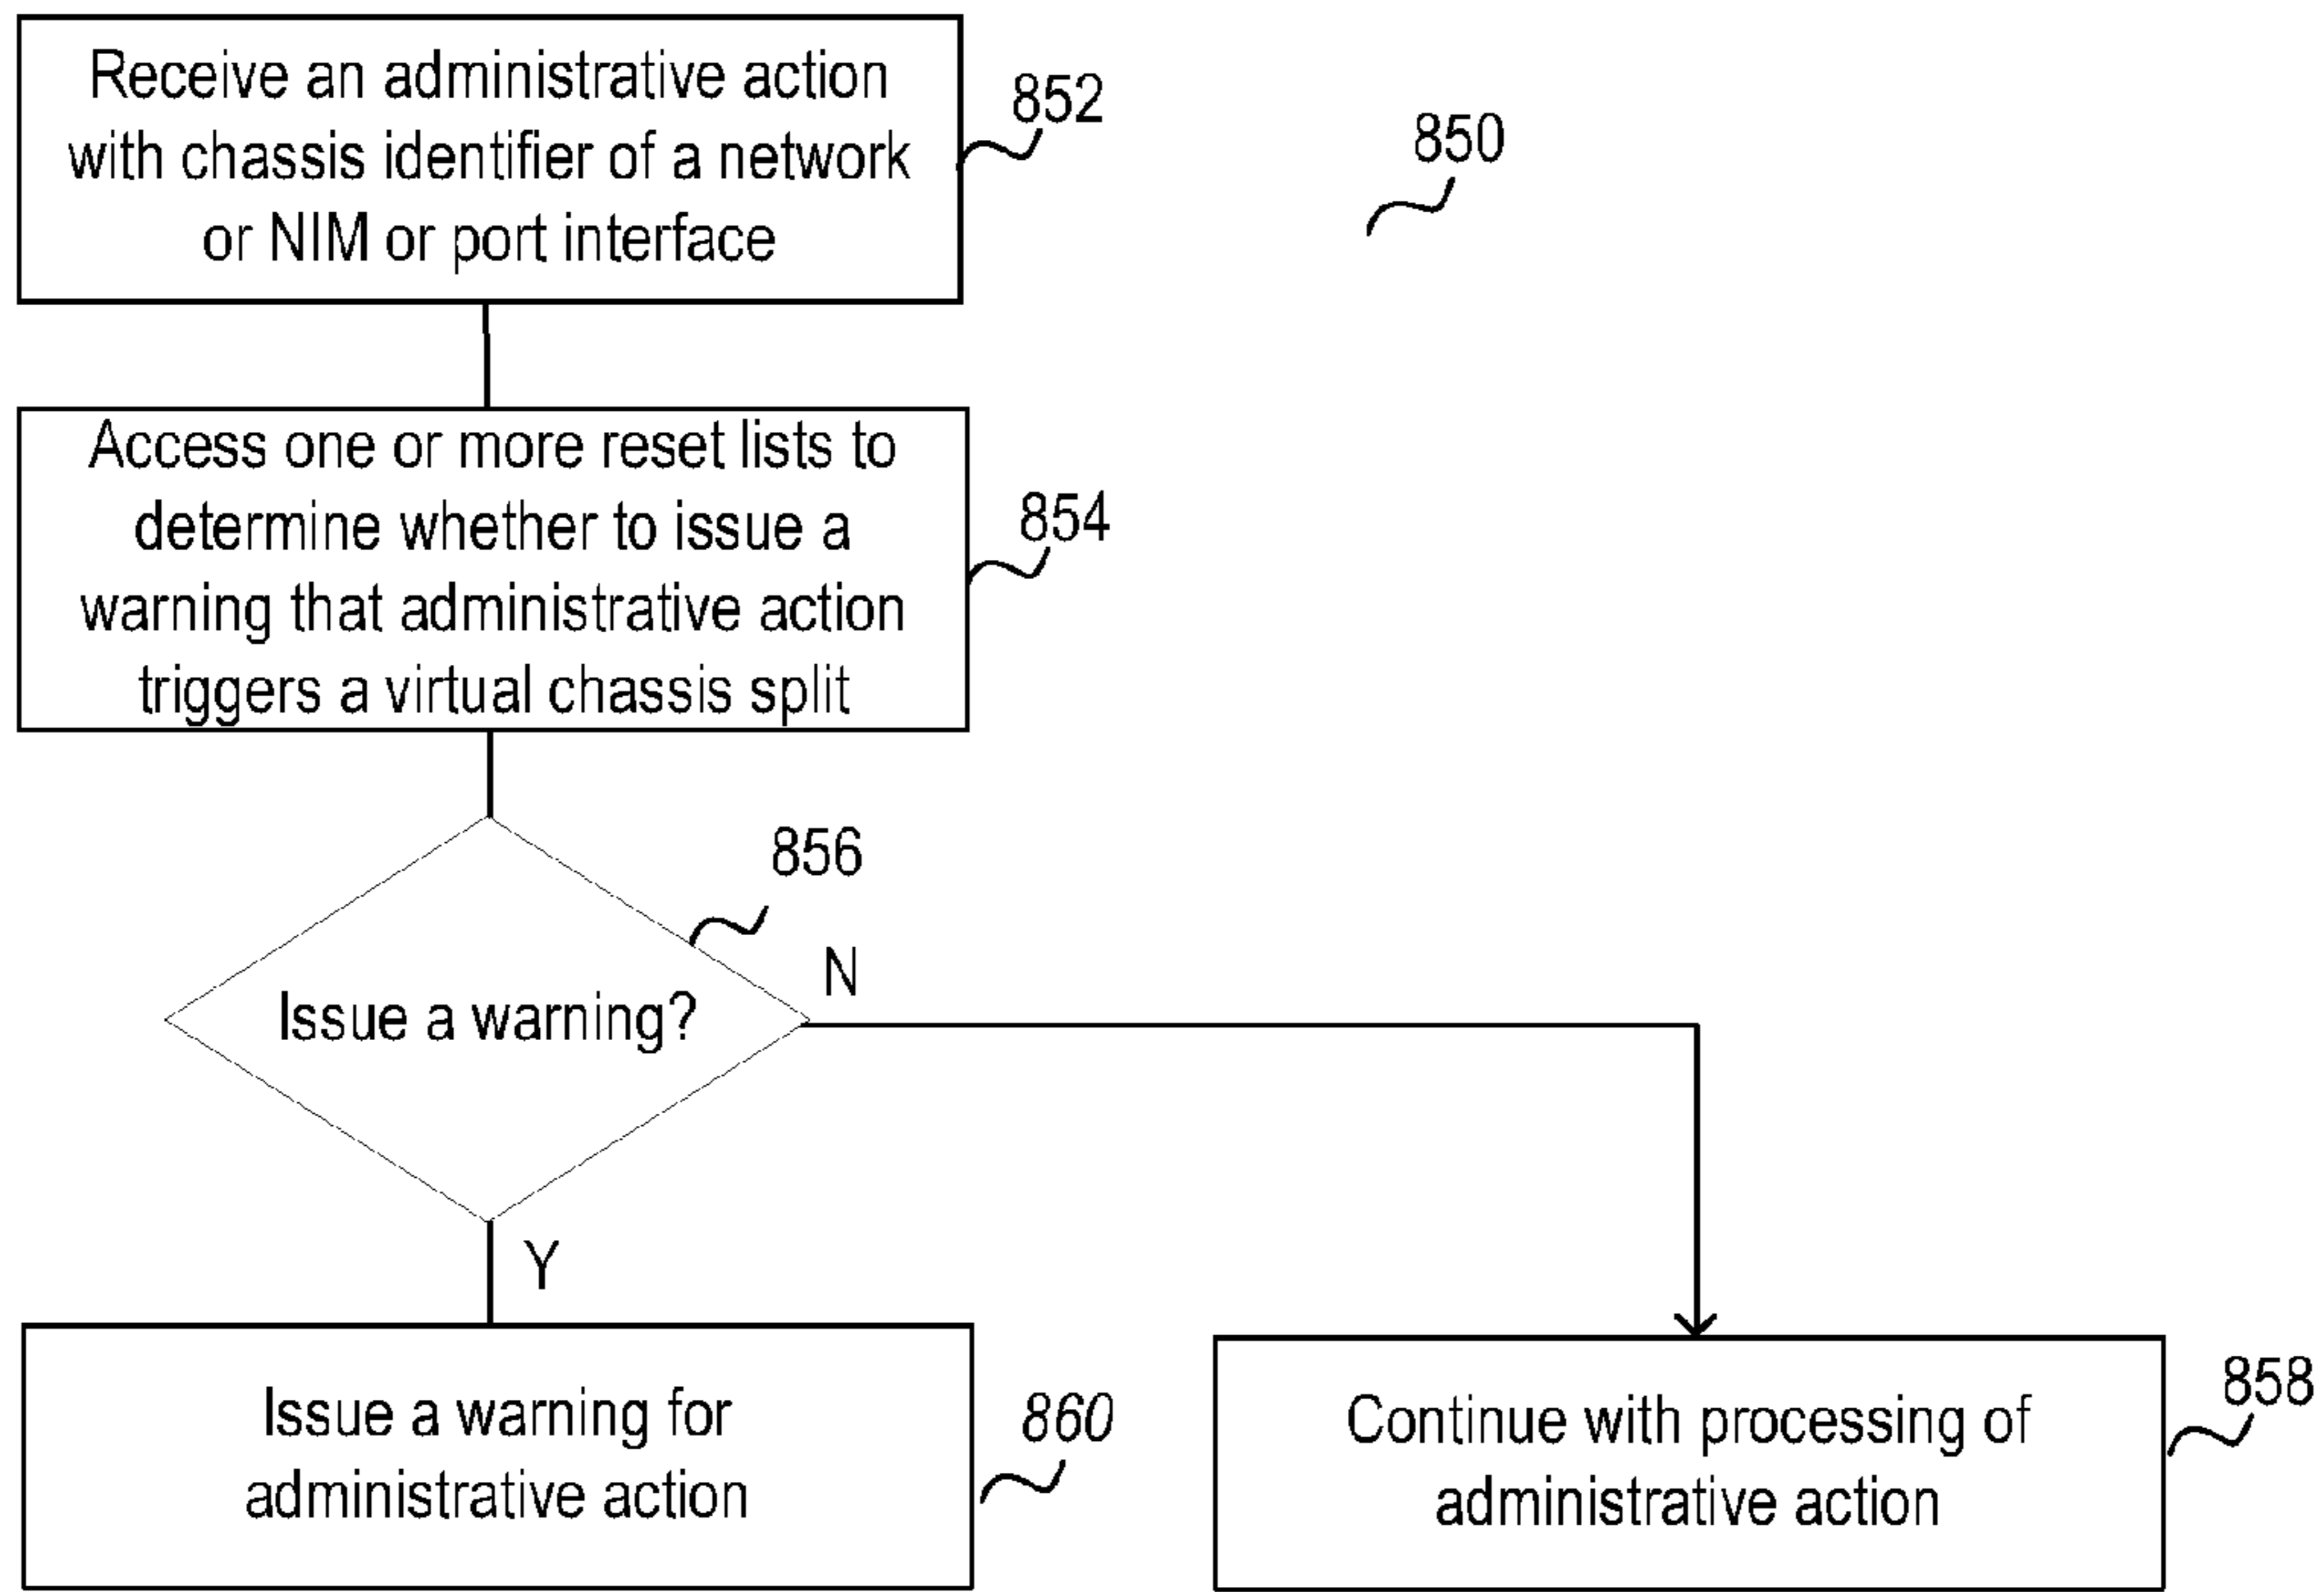 Receive an administrative action
with chassis identifier of a network
or NIM or port interface
852
850
Access one or more reset lists to
determine whether to issue a
warning that administrative action
triggers a virtual chassis split
854
856
Issue a warning?
N
Y
Issue a warning for
administrative action
860
Continue with processing of
administrative action
858